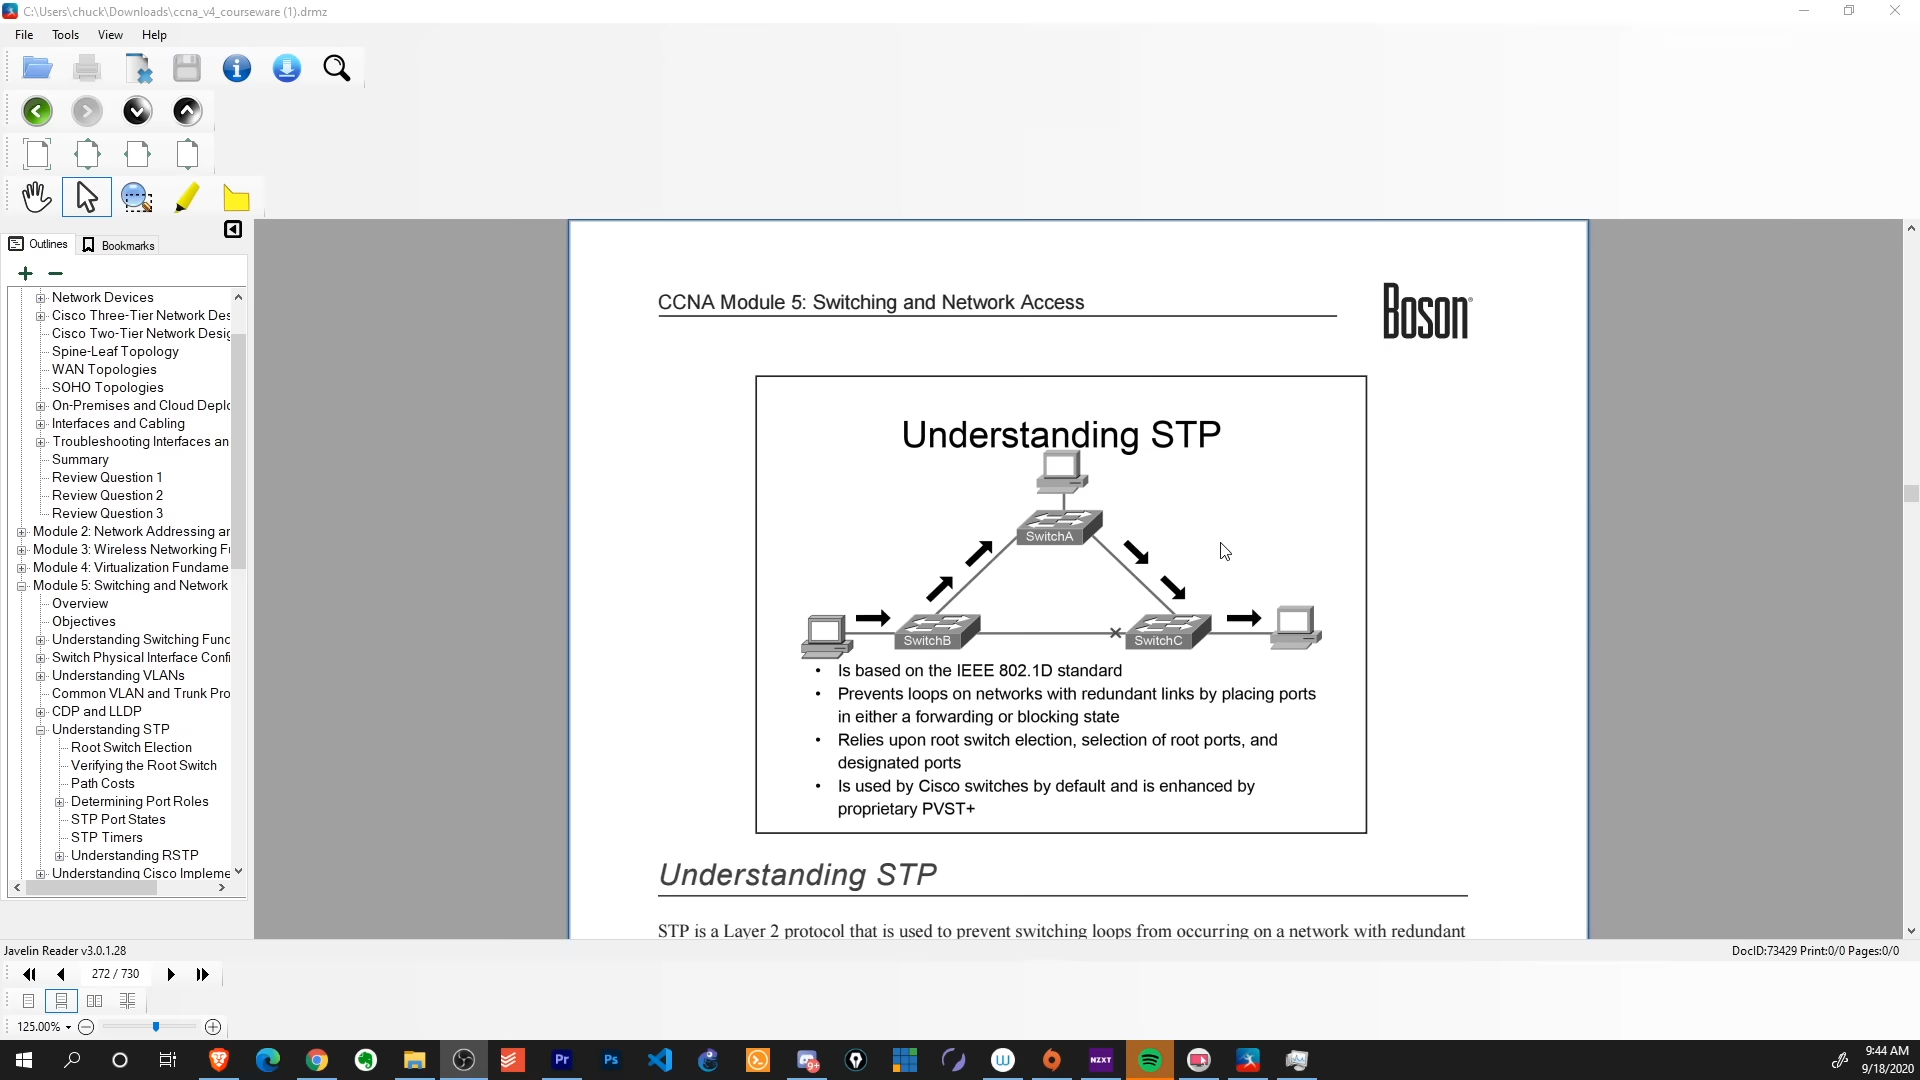 C:\Users\chuck\Downloads\ccna_v4_courseware (1).drmz
File Tools View Help
Outlines Bookmarks
Network Devices
Cisco Three-Tier Network Des
Cisco Two-Tier Network Desig
Spine-Leaf Topology
WAN Topologies
SOHO Topologies
On-Premises and Cloud Deplo
Interfaces and Cabling
Troubleshooting Interfaces an
Summary
Review Question 1
Review Question 2
Review Question 3
Module 2: Network Addressing ar
Module 3: Wireless Networking F
Module 4: Virtualization Fundame
Module 5: Switching and Network
Overview
Objectives
Understanding Switching Func
Switch Physical Interface Confi
Understanding VLANs
Common VLAN and Trunk Pro
CDP and LLDP
Understanding STP
Root Switch Election
Verifying the Root Switch
Path Costs
Determining Port Roles
STP Port States
STP Timers
Understanding RSTP
Understanding Cisco Impleme
CCNA Module 5: Switching and Network Access
Boson
Understanding STP
SwitchA
SwitchB
SwitchC
• Is based on the IEEE 802.1D standard
• Prevents loops on networks with redundant links by placing ports
in either a forwarding or blocking state
• Relies upon root switch election, selection of root ports, and
designated ports
• Is used by Cisco switches by default and is enhanced by
proprietary PVST+
Understanding STP
STP is a Layer 2 protocol that is used to prevent switching loops from occurring on a network with redundant
Javelin Reader v3.0.1.28
DocID:73429 Print:0/0 Pages:0/0
272 / 730
125.00%
Pr
Ps
9+
W
NZXT
9:44 AM
9/18/2020